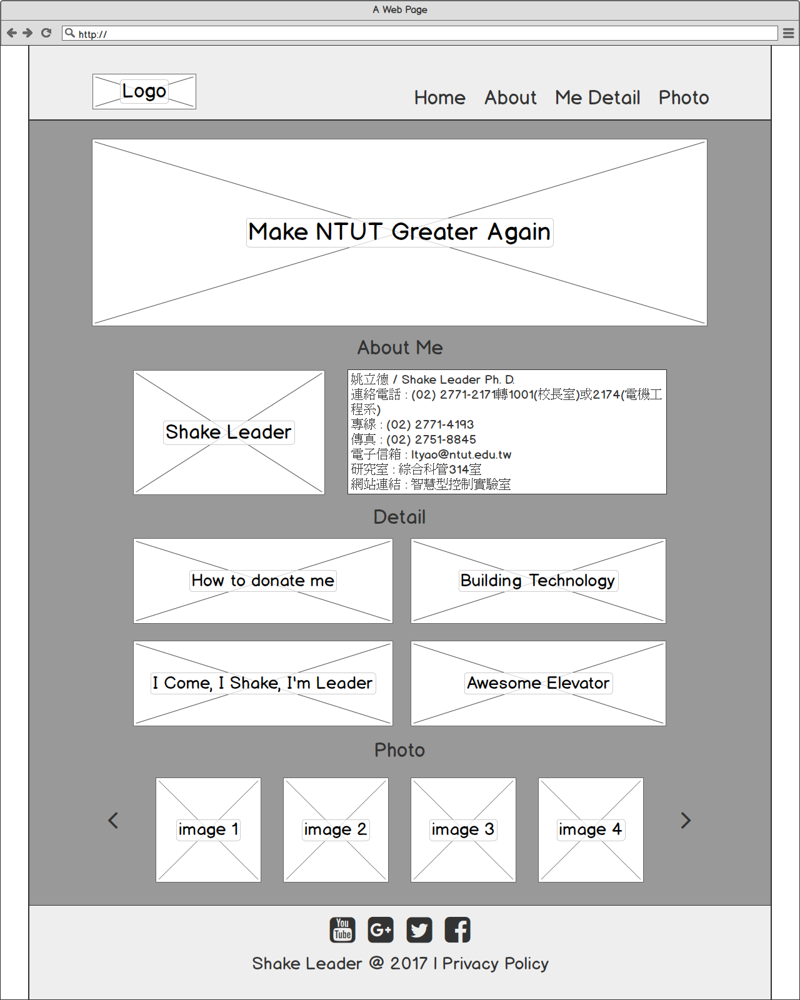 A Web Page
http://
Logo
Home About Me Detail Photo
Make NTUT Greater Again
About Me
Shake Leader
姚立德 / Shake Leader Ph. D.
連絡電話 : (02) 2771-2171轉1001(校長室)或2174(電機工
程系)
專線 : (02) 2771-4193
傳真 : (02) 2751-8845
電子信箱 : ltyao@ntut.edu.tw
研究室 : 綜合科管314室
網站連結 : 智慧型控制實驗室
Detail
How to donate me
Building Technology
I Come, I Shake, I'm Leader
Awesome Elevator
Photo
image 1
image 2
image 3
image 4
You
Tube
G+
Shake Leader @ 2017 | Privacy Policy